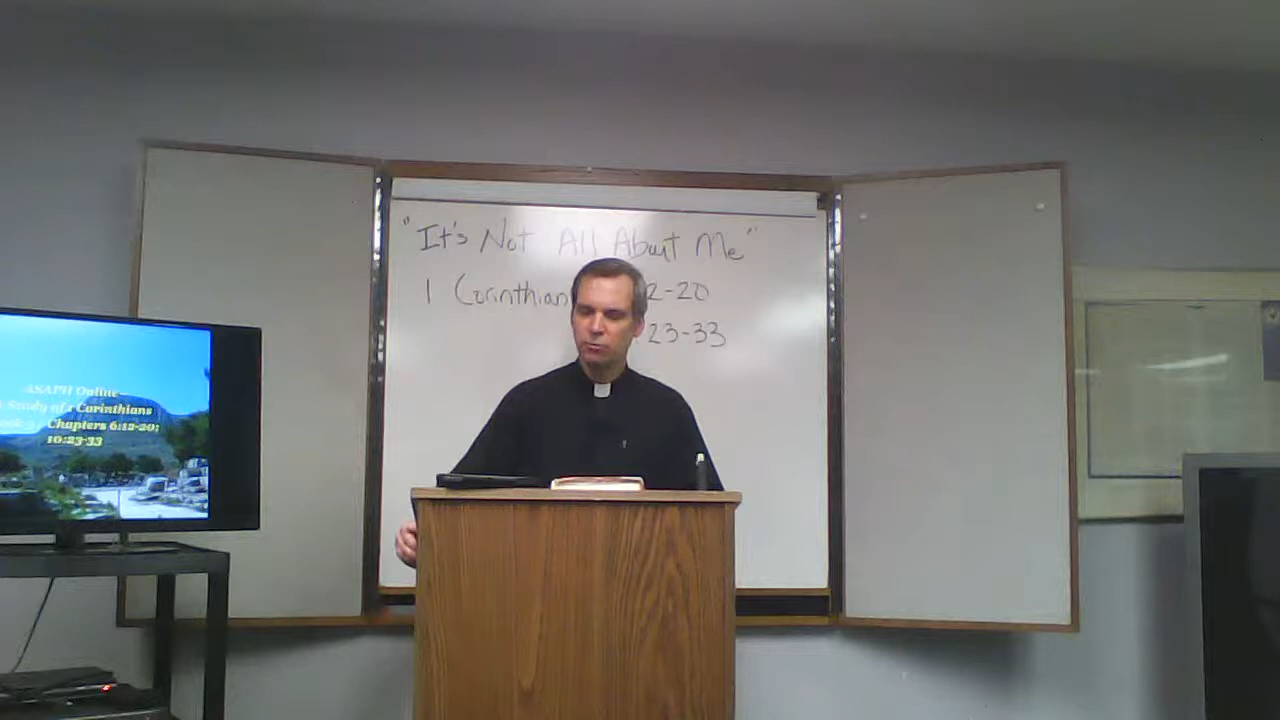 "It's Not All About Me"
1 Corinthian 2-20
23-33
ASAPH Online
Study of 1 Corinthians
Chapters 6:12-20;
10:23-33